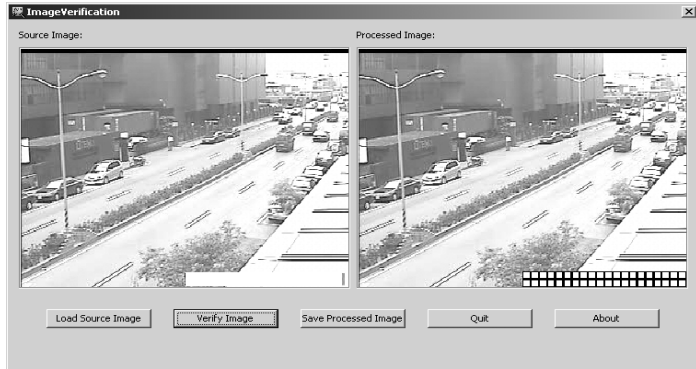 ImageVerification
Source Image:
Processed Image:
Load Source Image
Verify Image
Save Processed Image
Quit
About